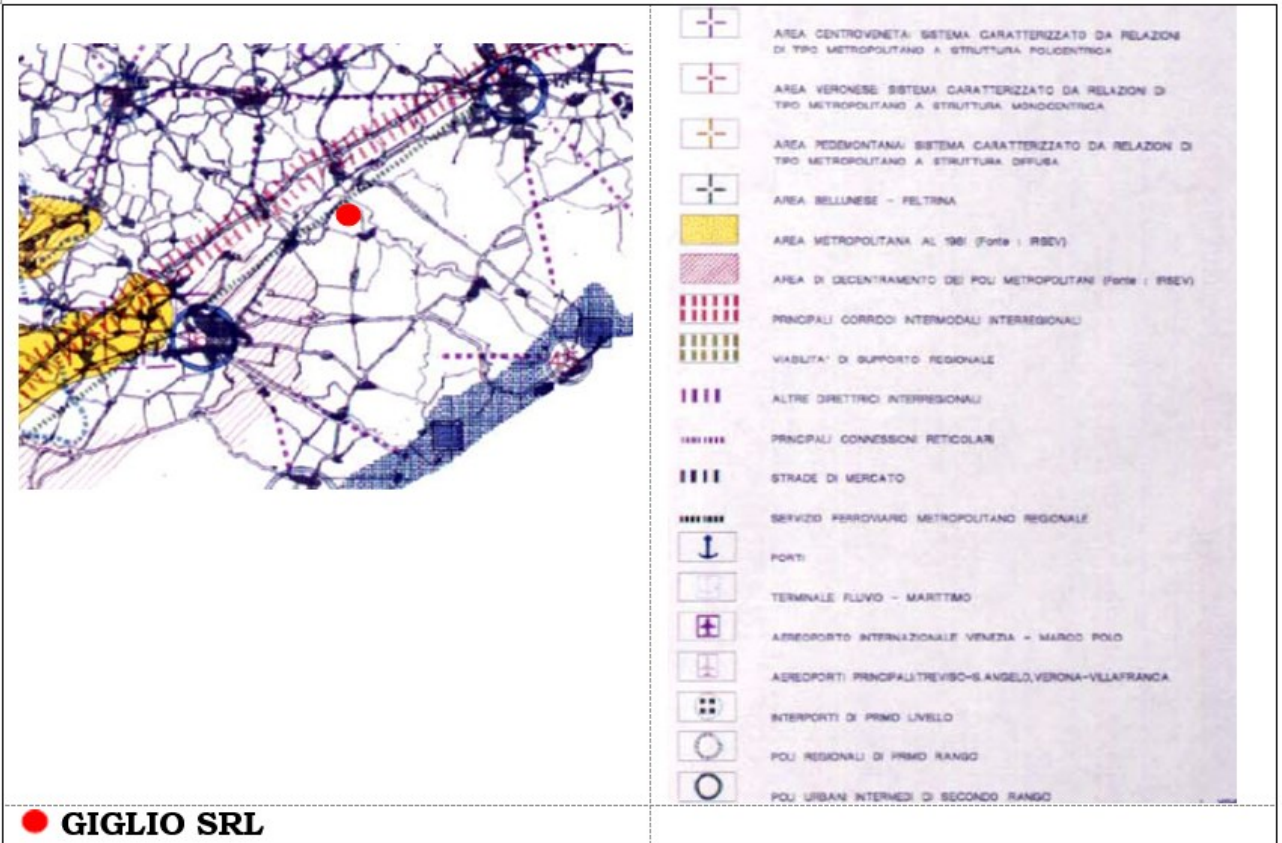 AREA CENTROVENETA: SISTEMA CARATTERIZZATO DA RELAZIONI
DI TIPO METROPOLITANO A STRUTTURA POLICENTRICA
AREA VERONESE: SISTEMA CARATTERIZZATO DA RELAZIONI DI
TIPO METROPOLITANO A STRUTTURA MONOCENTRICA
AREA PEDEMONTANA: SISTEMA CARATTERIZZATO DA RELAZIONI DI
TIPO METROPOLITANO A STRUTTURA DIFFUSA
AREA BELLUNESE - FELTRINA
AREA METROPOLITANA AL 1981 (Fonte : IRSEV)
AREA DI DECENTRAMENTO DEI POLI METROPOLITANI (Fonte : IRSEV)
PRINCIPALI CORRIDOI INTERMODALI INTERREGIONALI
VIABILITA' DI SUPPORTO REGIONALE
ALTRE DIRETTRICI INTERREGIONALI
PRINCIPALI CONNESSIONI RETICOLARI
STRADE DI MERCATO
SERVIZIO FERROVIARIO METROPOLITANO REGIONALE
PORTI
TERMINALE FLUVIO - MARITTIMO
AEREOPORTO INTERNAZIONALE VENEZIA - MARCO POLO
AEREOPORTI PRINCIPALI:TREVISO-S.ANGELO,VERONA-VILLAFRANCA
INTERPORTI DI PRIMO LIVELLO
POLI REGIONALI DI PRIMO RANGO
POLI URBANI INTERMEDI DI SECONDO RANGO
GIGLIO SRL